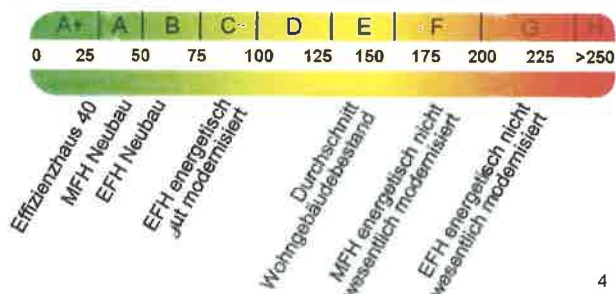 A+ A B C D E F G H
0 25 50 75 100 125 150 175 200 225 >250
Effizienzhaus 40
MFH Neubau
EFH Neubau
EFH energetisch
gut modernisiert
Durchschnitt
Wohngebäudebestand
MFH energetisch nicht
wesentlich modernisiert
EFH energetisch nicht
wesentlich modernisiert
4